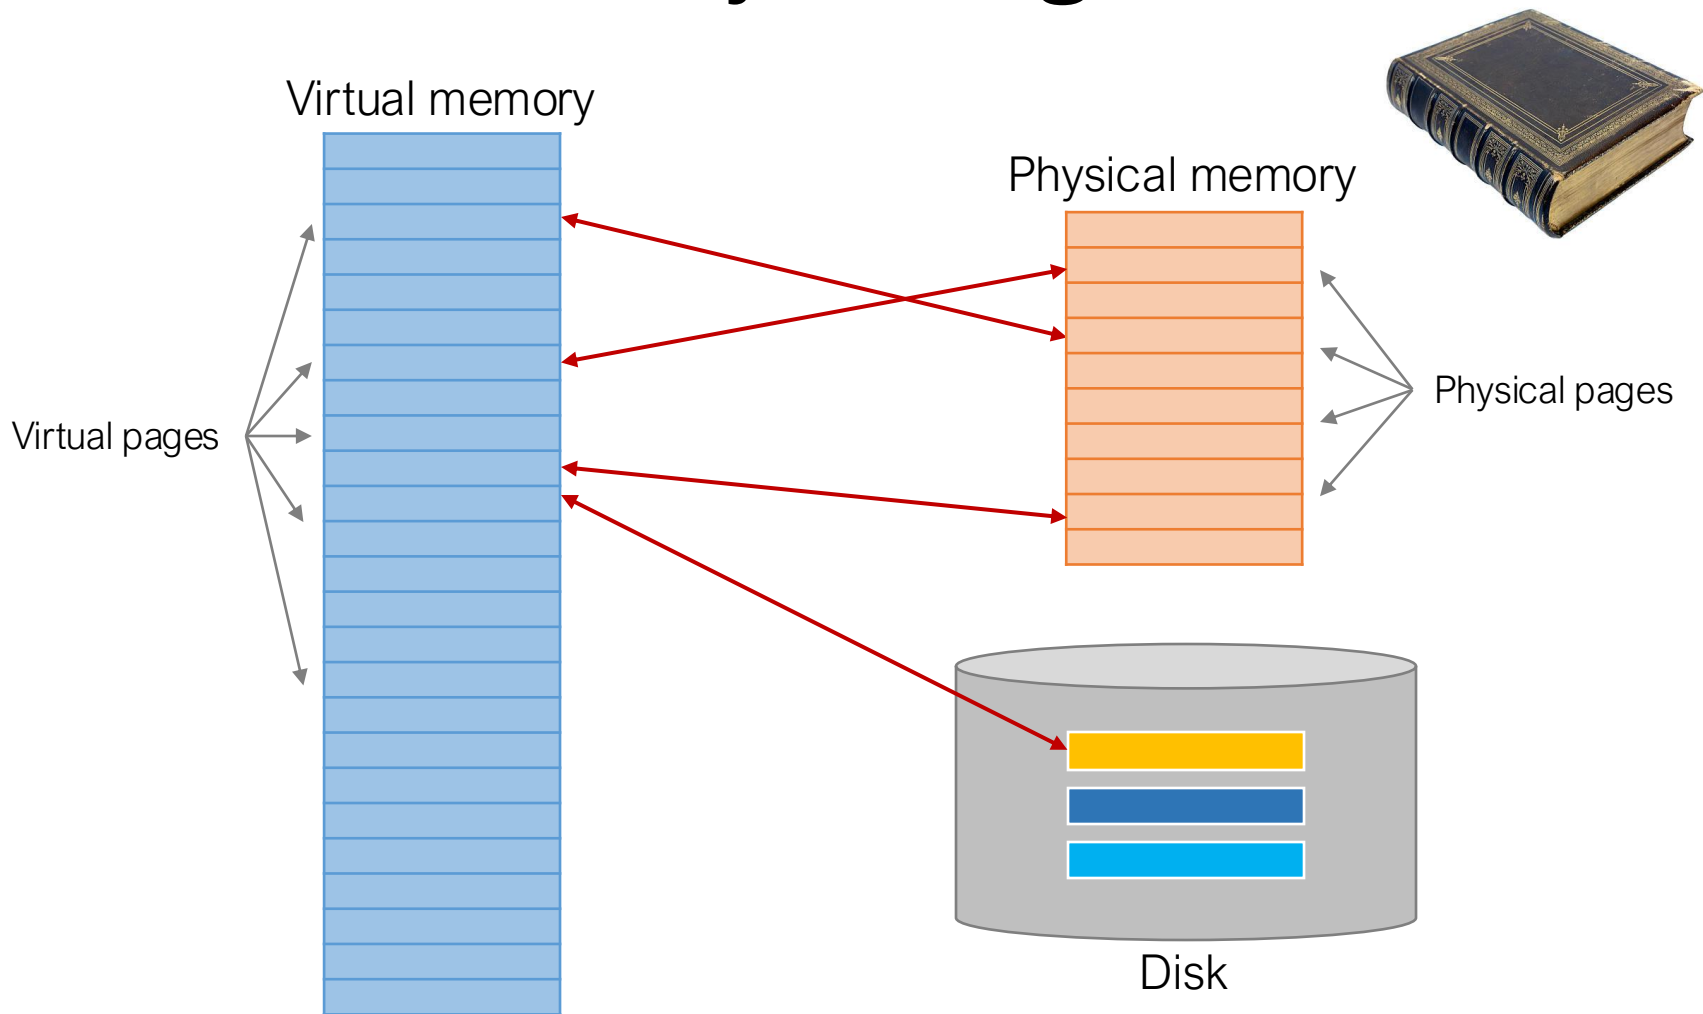 Virtual memory
Physical memory
Virtual pages
Physical pages
Disk